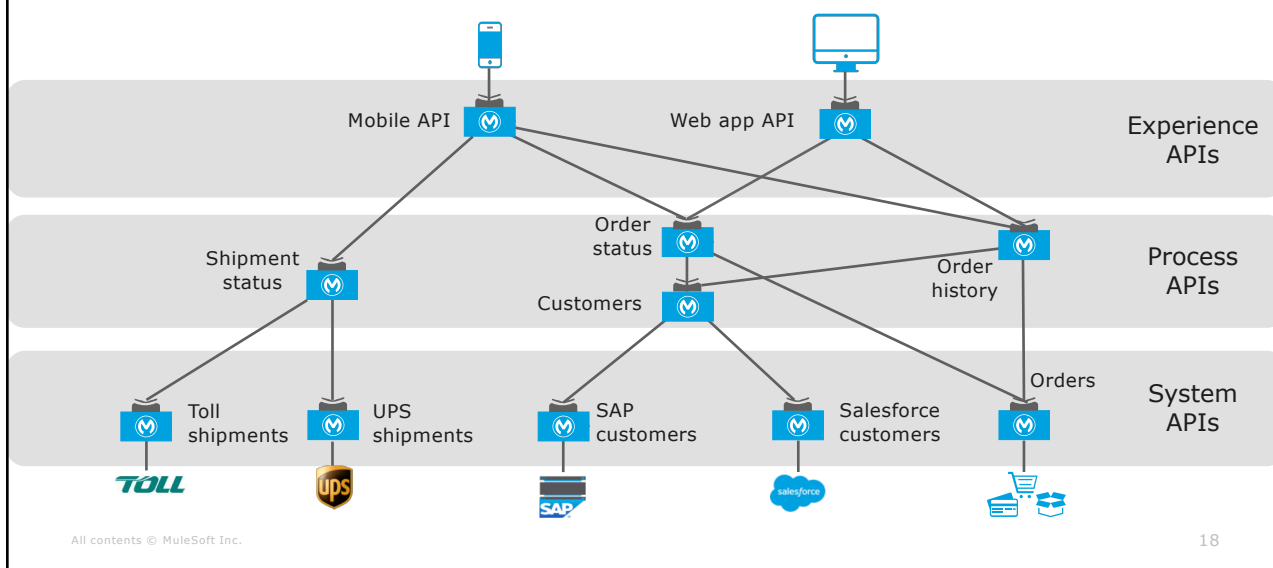 Mobile API
Web app API
Experience
APIs
Order
status
Shipment
status
Order
history
Process
APIs
Customers
Orders
Toll
shipments
UPS
shipments
SAP
customers
Salesforce
customers
System
APIs
TOLL
ups
SAP
salesforce
All contents © MuleSoft Inc.
18